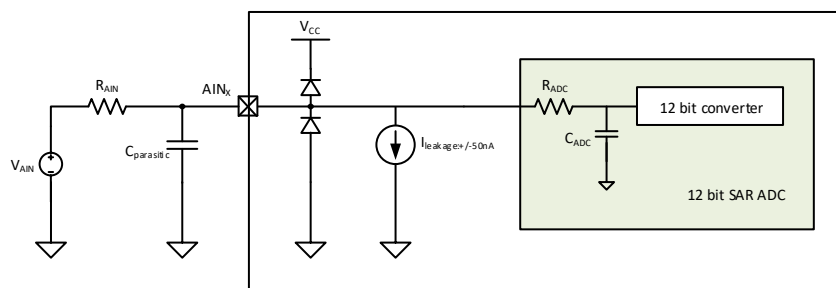 V_CC
R_AIN
AIN_X
R_ADC
12 bit converter
V_AIN
C_parasitic
I_leakage:+/-50nA
C_ADC
12 bit SAR ADC